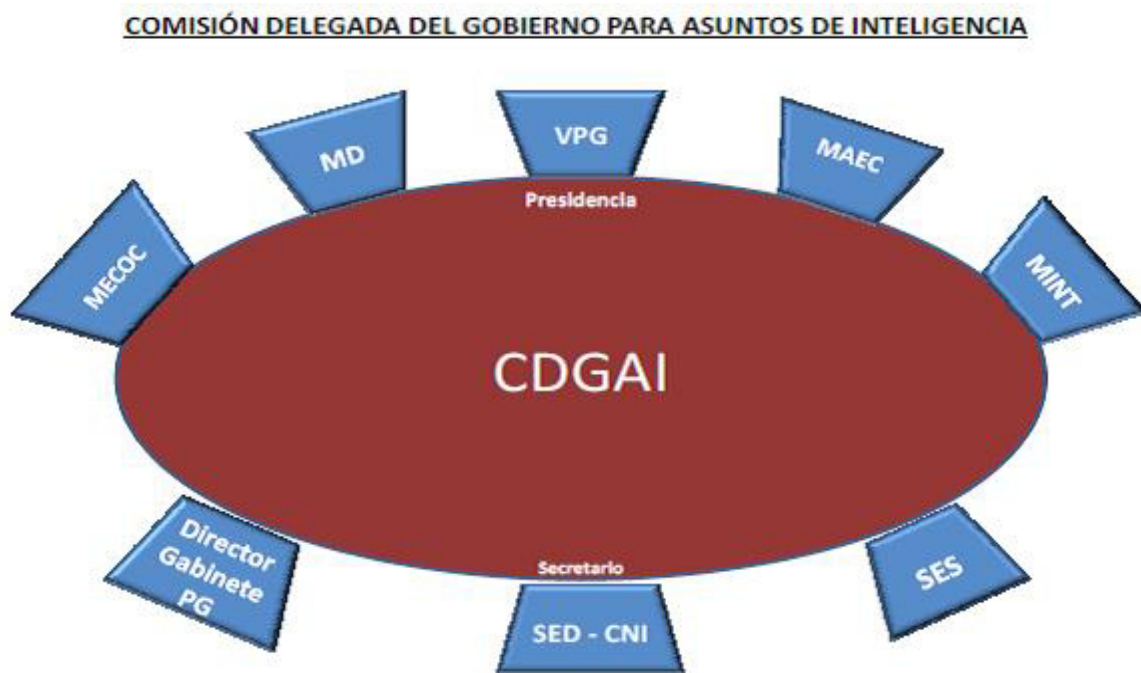 COMISIÓN DELEGADA DEL GOBIERNO PARA ASUNTOS DE INTELIGENCIA
VPG
MD
MAEC
Presidencia
MECOC
MINT
CDGAI
Director
Gabinete
PG
Secretario
SES
SED - CNI